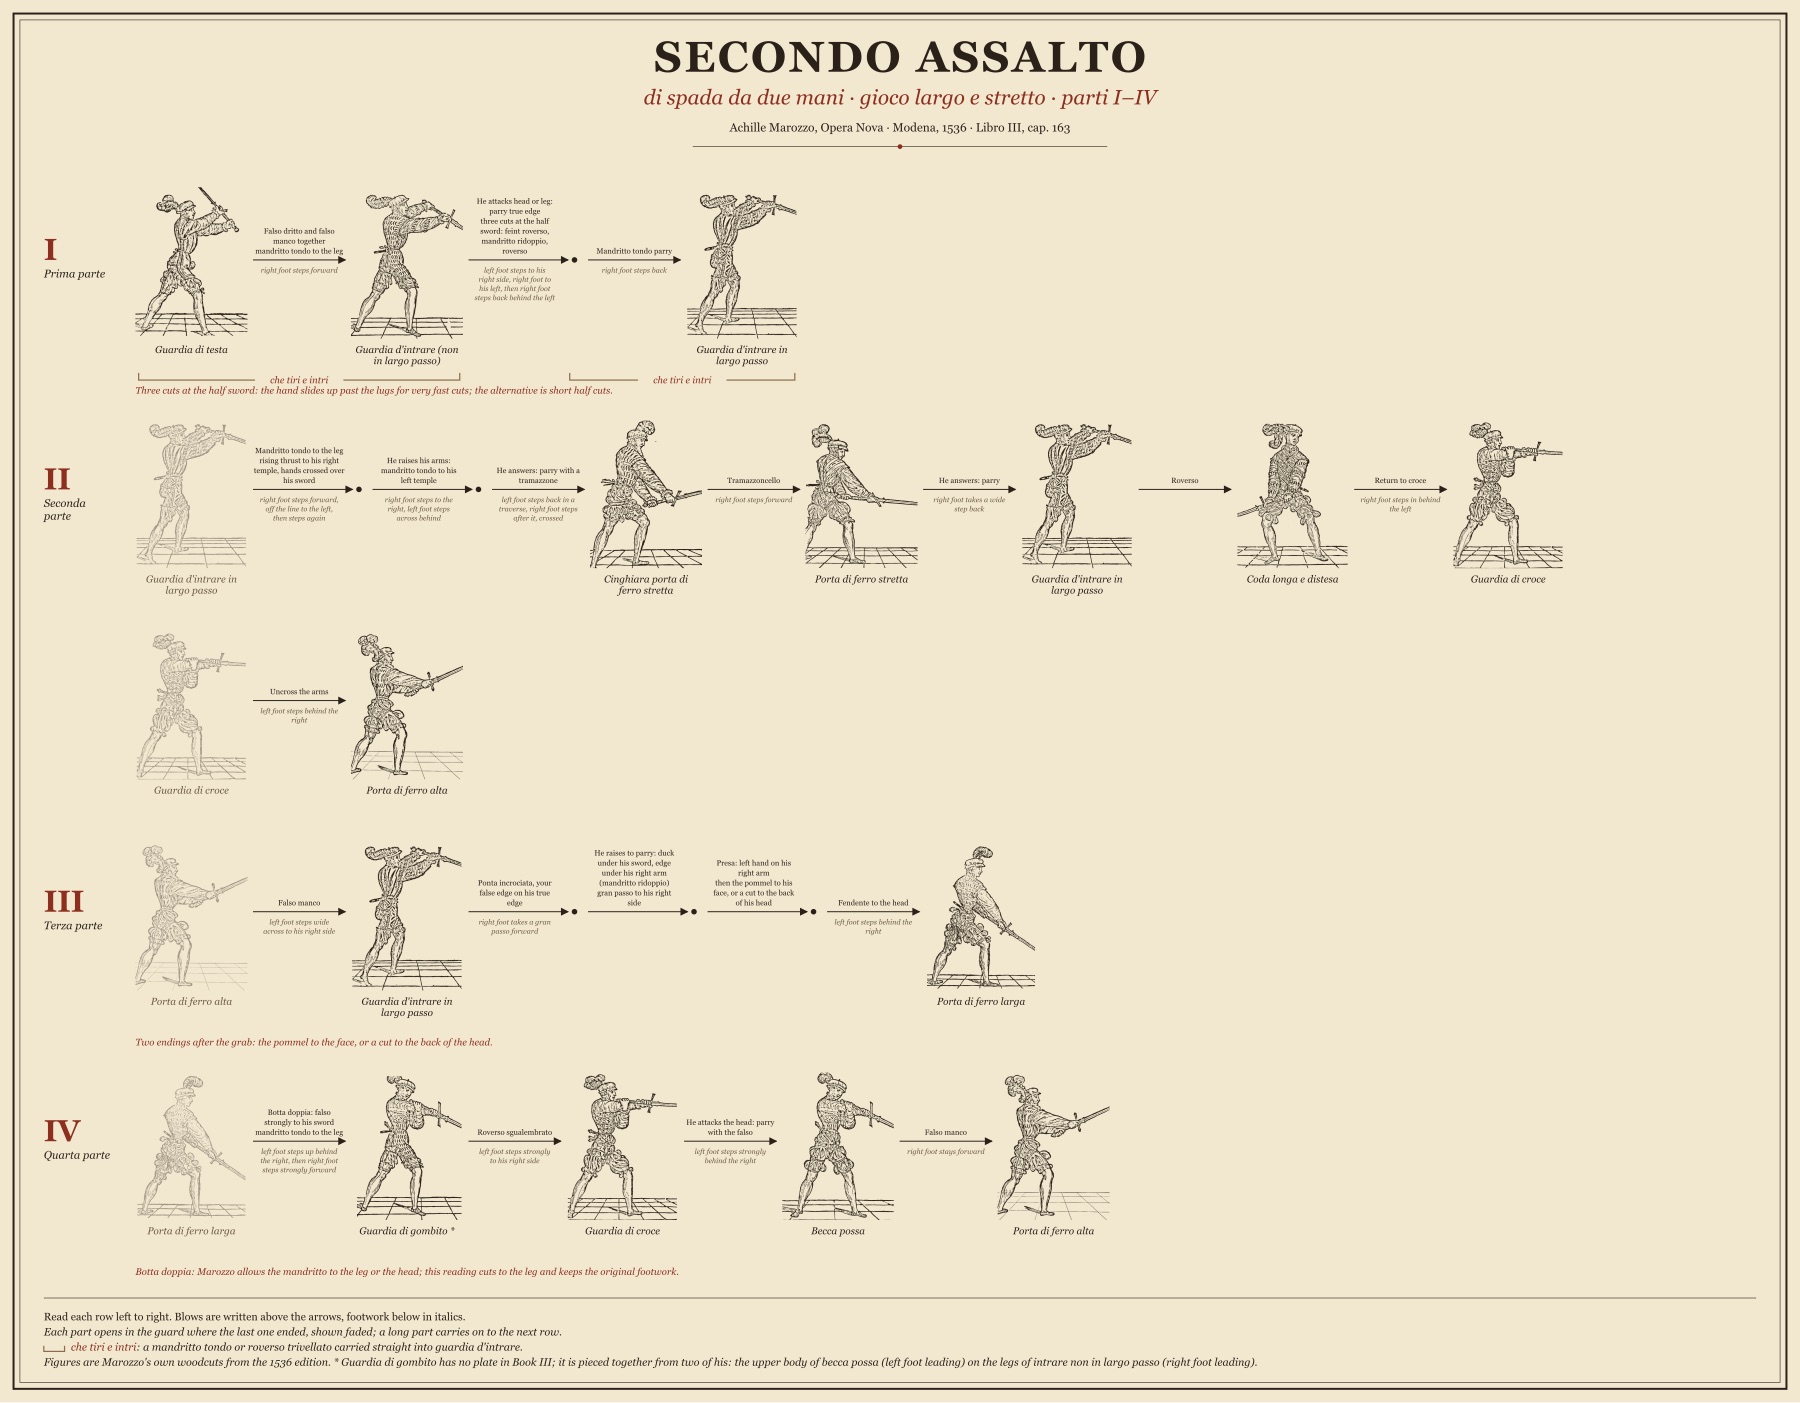 SECONDO ASSALTO
di spada da due mani · gioco largo e stretto · parti I–IV
Achille Marozzo, Opera Nova · Modena, 1536 · Libro III, cap. 163
I
Prima parte
Guardia di testa
Falso dritto and falso
manco together
mandritto tondo to the leg
right foot steps forward
Guardia d'intrare (non
in largo passo)
He attacks head or leg:
parry true edge
three cuts at the half
sword: feint roverso,
mandritto ridoppio,
roverso
left foot steps to his
right side, right foot to
his left, then right foot
steps back behind the left
Mandritto tondo parry
right foot steps back
Guardia d'intrare in
largo passo
che tiri e intri
che tiri e intri
Three cuts at the half sword: the hand slides up past the lugs for very fast cuts; the alternative is short half cuts.
II
Seconda
parte
Guardia d'intrare in
largo passo
Mandritto tondo to the leg
rising thrust to his right
temple, hands crossed over
his sword
right foot steps forward,
off the line to the left,
then steps again
He raises his arms:
mandritto tondo to his
left temple
right foot steps to the
right, left foot steps
across behind
He answers: parry with a
tramazzone
left foot steps back in a
traverse, right foot steps
after it, crossed
Cinghiara porta di
ferro stretta
Tramazzoncello
right foot steps forward
Porta di ferro stretta
He answers: parry
right foot takes a wide
step back
Guardia d'intrare in
largo passo
Roverso
Coda longa e distesa
Return to croce
right foot steps in behind
the left
Guardia di croce
Guardia di croce
Uncross the arms
left foot steps behind the
right
Porta di ferro alta
III
Terza parte
Porta di ferro alta
Falso manco
left foot steps wide
across to his right side
Guardia d'intrare in
largo passo
Ponta incrociata, your
false edge on his true
edge
right foot takes a gran
passo forward
He raises to parry: duck
under his sword, edge
under his right arm
(mandritto ridoppio)
gran passo to his right
side
Presa: left hand on his
right arm
then the pommel to his
face, or a cut to the back
of his head
Fendente to the head
left foot steps behind the
right
Porta di ferro larga
Two endings after the grab: the pommel to the face, or a cut to the back of the head.
IV
Quarta parte
Porta di ferro larga
Botta doppia: falso
strongly to his sword
mandritto tondo to the leg
left foot steps up behind
the right, then right foot
steps strongly forward
Guardia di gombito *
Roverso sgualembrato
left foot steps strongly
to his right side
Guardia di croce
He attacks the head: parry
with the falso
left foot steps strongly
behind the right
Becca possa
Falso manco
right foot stays forward
Porta di ferro alta
Botta doppia: Marozzo allows the mandritto to the leg or the head; this reading cuts to the leg and keeps the original footwork.
Read each row left to right. Blows are written above the arrows, footwork below in italics.
Each part opens in the guard where the last one ended, shown faded; a long part carries on to the next row.
che tiri e intri: a mandritto tondo or roverso trivellato carried straight into guardia d'intrare.
Figures are Marozzo's own woodcuts from the 1536 edition. * Guardia di gombito has no plate in Book III; it is pieced together from two of his: the upper body of becca possa (left foot leading) on the legs of intrare non in largo passo (right foot leading).